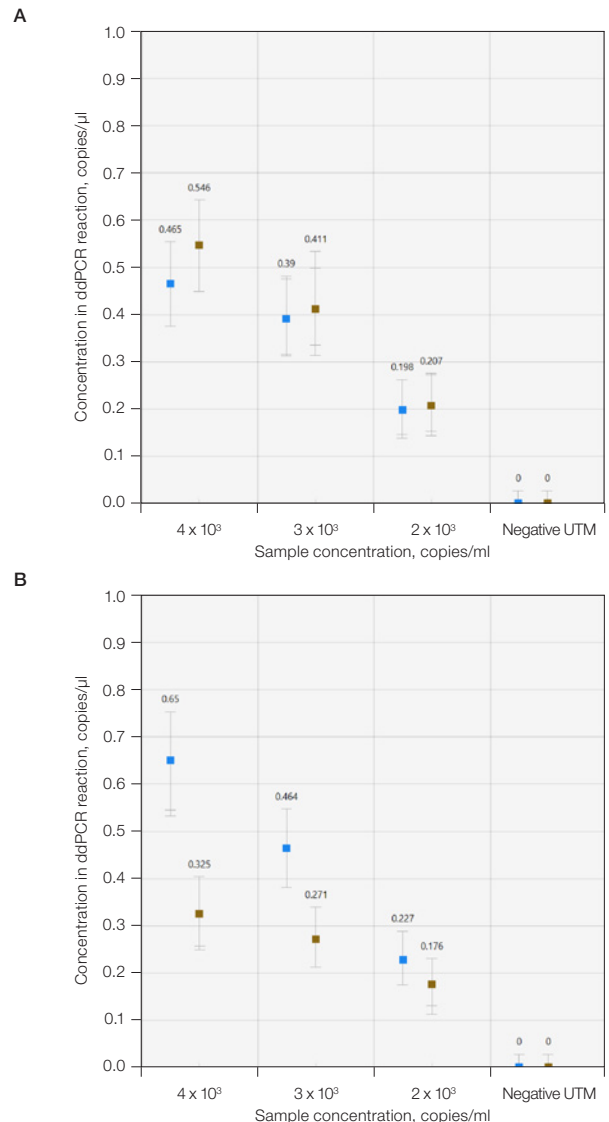 A
Concentration in ddPCR reaction, copies/µl
1.0
0.9
0.8
0.7
0.6
0.5
0.4
0.3
0.2
0.1
0.0
0.465
0.546
0.39
0.411
0.198
0.207
0
0
4 x 10³
3 x 10³
2 x 10³
Negative UTM
Sample concentration, copies/ml
B
Concentration in ddPCR reaction, copies/µl
1.0
0.9
0.8
0.7
0.6
0.5
0.4
0.3
0.2
0.1
0.0
0.65
0.325
0.464
0.271
0.227
0.176
0
0
4 x 10³
3 x 10³
2 x 10³
Negative UTM
Sample concentration, copies/ml